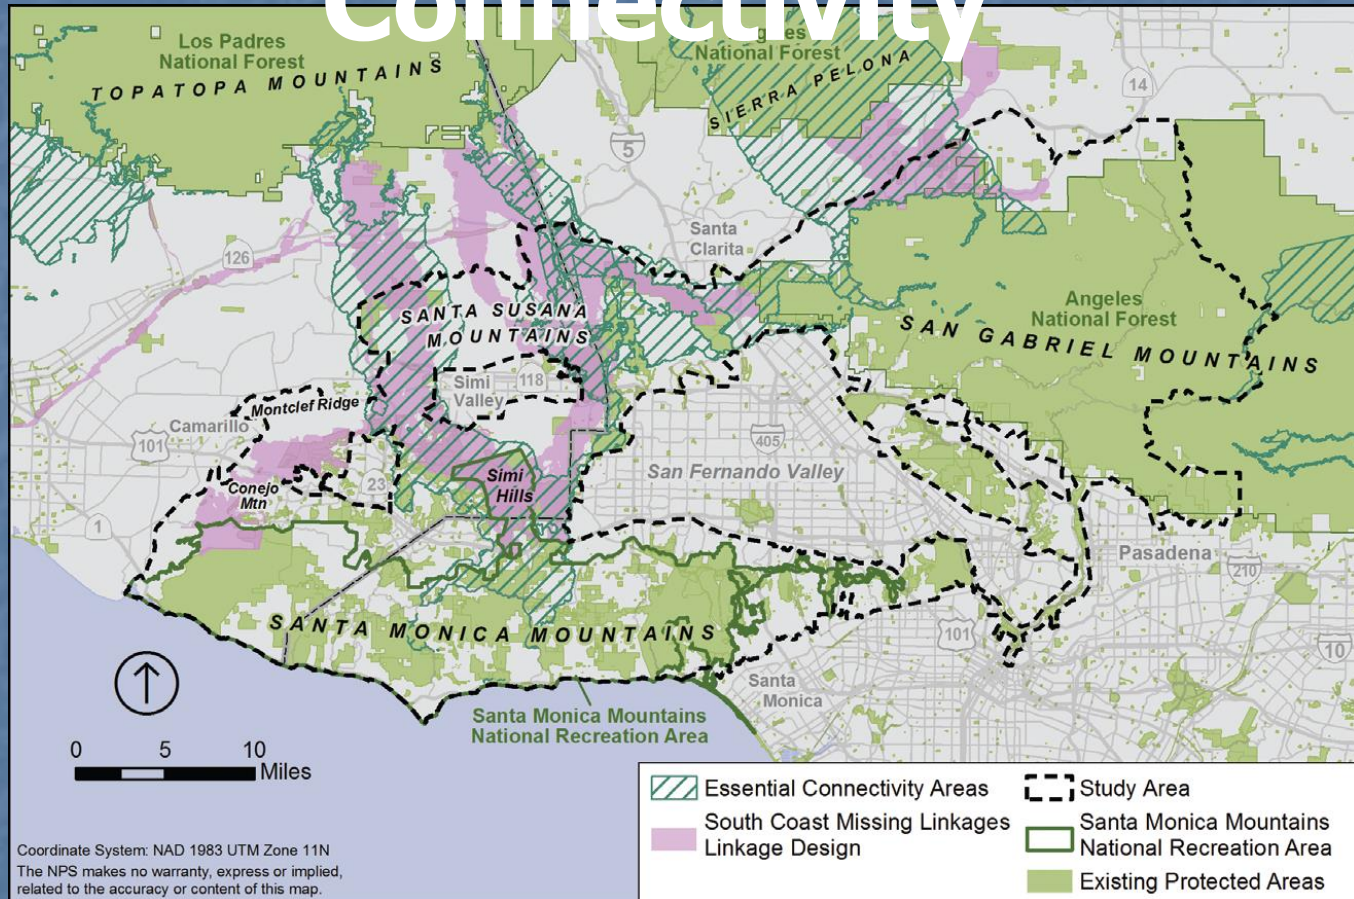 Connectivity
Los Padres
National Forest
TOPATOPA MOUNTAINS
Angeles
National Forest
SIERRA PELONA
14
5
Santa
Clarita
126
SANTA SUSANA
MOUNTAINS
Angeles
National Forest
SAN GABRIEL MOUNTAINS
Simi
Valley
118
Montclef Ridge
Camarillo
101
405
San Fernando Valley
Simi
Hills
23
Conejo
Mtn
1
Pasadena
210
SANTA MONICA MOUNTAINS
101
10
Santa
Monica
Santa Monica Mountains
National Recreation Area
0 5 10
Miles
Essential Connectivity Areas
South Coast Missing Linkages
Linkage Design
Study Area
Santa Monica Mountains
National Recreation Area
Existing Protected Areas
Coordinate System: NAD 1983 UTM Zone 11N
The NPS makes no warranty, express or implied,
related to the accuracy or content of this map.